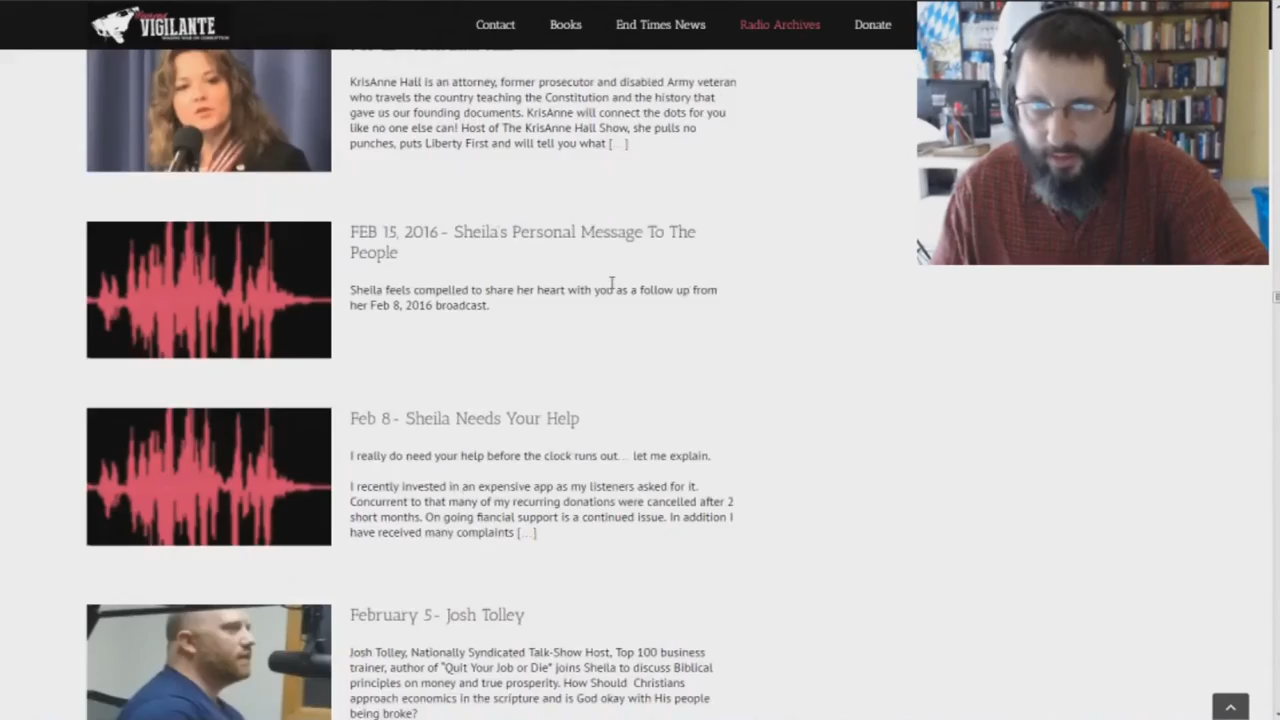 VIGILANTE
Contact
Books
End Times News
Radio Archives
Donate
KrisAnne Hall is an attorney, former prosecutor and disabled Army veteran
who travels the country teaching the Constitution and the history that
gave us our founding documents. KrisAnne will connect the dots for you
like no one else can! Host of The KrisAnne Hall Show, she pulls no
punches, puts Liberty First and will tell you what [...]
FEB 15, 2016- Sheila's Personal Message To The
People
Sheila feels compelled to share her heart with you as a follow up from
her Feb 8, 2016 broadcast.
Feb 8- Sheila Needs Your Help
I really do need your help before the clock runs out... let me explain.
I recently invested in an expensive app as my listeners asked for it.
Concurrent to that many of my recurring donations were cancelled after 2
short months. On going fiancial support is a continued issue. In addition I
have received many complaints [...]
February 5- Josh Tolley
Josh Tolley, Nationally Syndicated Talk-Show Host, Top 100 business
trainer, author of "Quit Your Job or Die" joins Sheila to discuss Biblical
principles on money and true prosperity. How Should Christians
approach economics in the scripture and is God okay with His people
being broke?